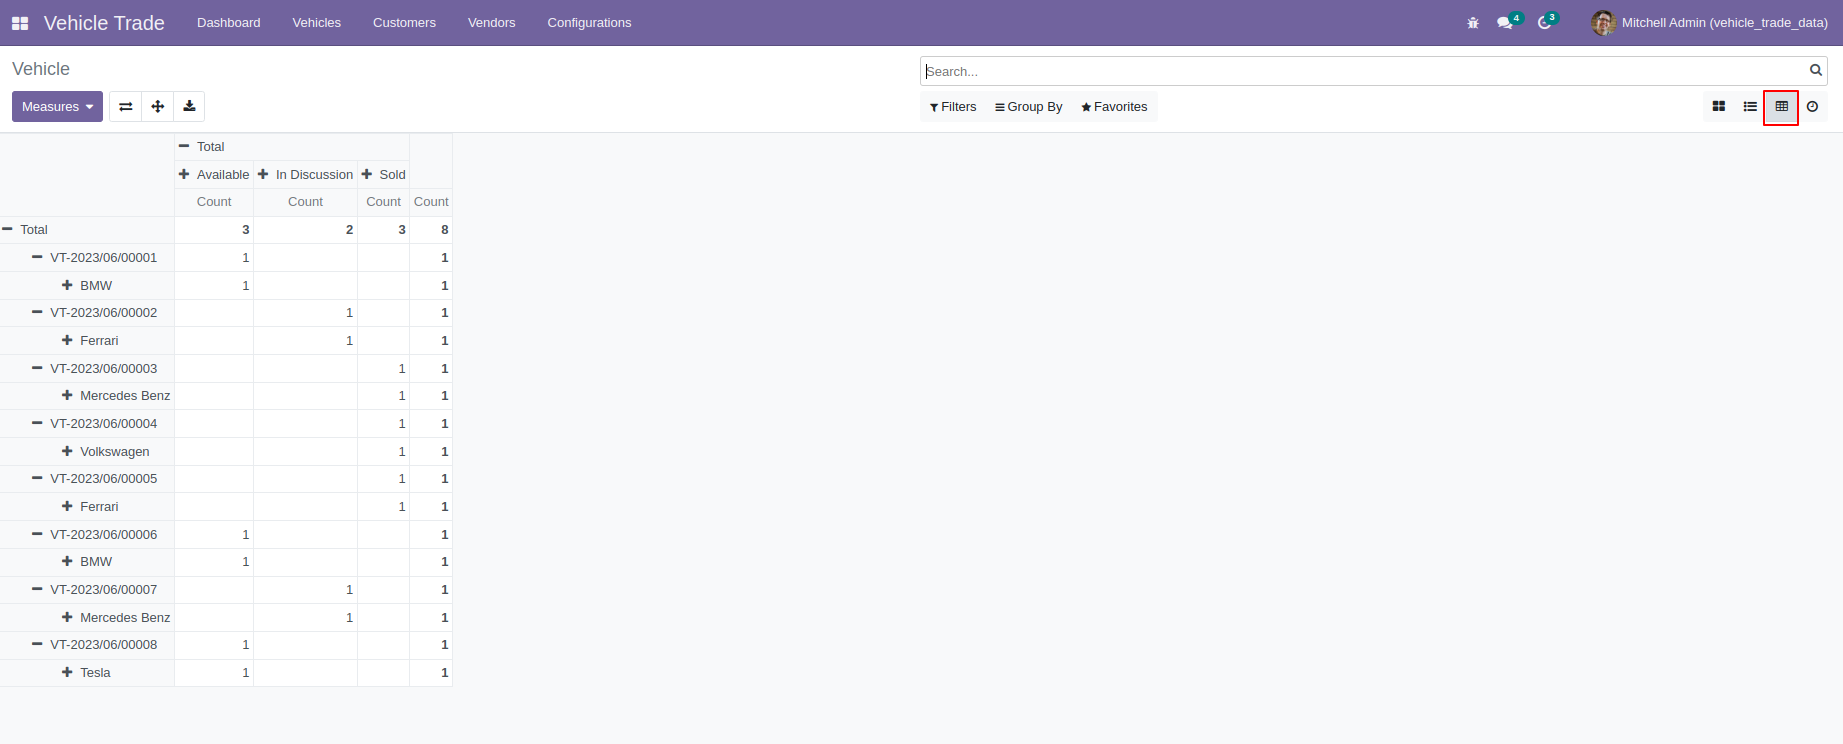 Vehicle Trade Dashboard Vehicles Customers Vendors Configurations 4 3 Mitchell Admin (vehicle_trade_data)
Vehicle
Search...
Measures Filters Group By Favorites
Total
Available In Discussion Sold
Count Count Count Count
Total 3 2 3 8
VT-2023/06/00001 1 1
BMW 1 1
VT-2023/06/00002 1 1
Ferrari 1 1
VT-2023/06/00003 1 1
Mercedes Benz 1 1
VT-2023/06/00004 1 1
Volkswagen 1 1
VT-2023/06/00005 1 1
Ferrari 1 1
VT-2023/06/00006 1 1
BMW 1 1
VT-2023/06/00007 1 1
Mercedes Benz 1 1
VT-2023/06/00008 1 1
Tesla 1 1